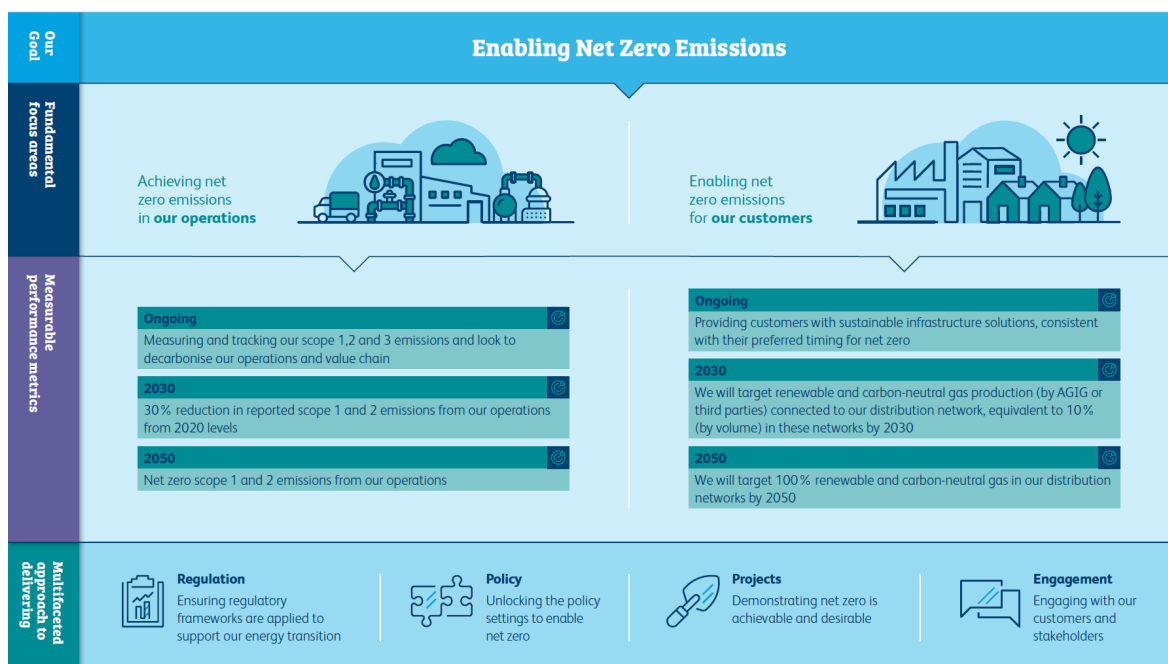 Our
Goal
Enabling Net Zero Emissions
Fundamental
focus areas
Achieving net
zero emissions
in our operations
Enabling net
zero emissions
for our customers
Measurable
performance metrics
Ongoing
Measuring and tracking our scope 1,2 and 3 emissions and look to
decarbonise our operations and value chain
2030
30% reduction in reported scope 1 and 2 emissions from our operations
from 2020 levels
2050
Net zero scope 1 and 2 emissions from our operations
Ongoing
Providing customers with sustainable infrastructure solutions, consistent
with their preferred timing for net zero
2030
We will target renewable and carbon-neutral gas production (by AGIG or
third parties) connected to our distribution network, equivalent to 10%
(by volume) in these networks by 2030
2050
We will target 100% renewable and carbon-neutral gas in our distribution
networks by 2050
Multifaceted
approach to
delivering
Regulation
Ensuring regulatory
frameworks are applied to
support our energy transition
Policy
Unlocking the policy
settings to enable
net zero
Projects
Demonstrating net zero is
achievable and desirable
Engagement
Engaging with our
customers and
stakeholders